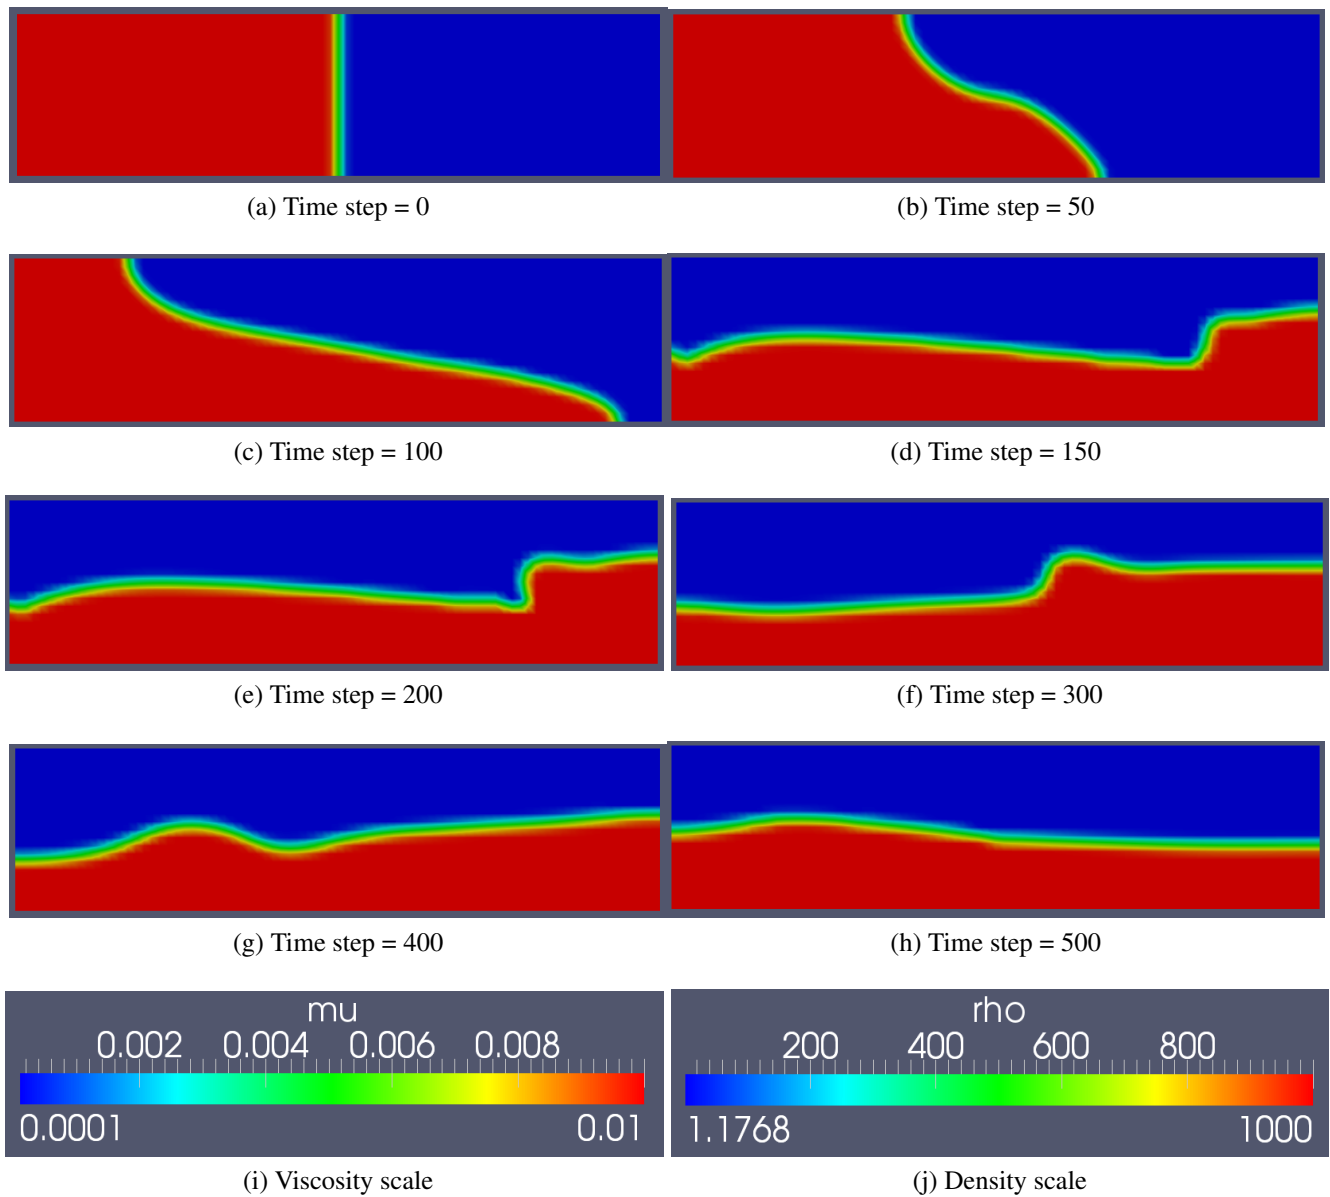 (a) Time step = 0
(b) Time step = 50
(c) Time step = 100
(d) Time step = 150
(e) Time step = 200
(f) Time step = 300
(g) Time step = 400
(h) Time step = 500
mu
0.002 0.004 0.006 0.008
0.0001 0.01
rho
200 400 600 800
1.1768 1000
(i) Viscosity scale
(j) Density scale